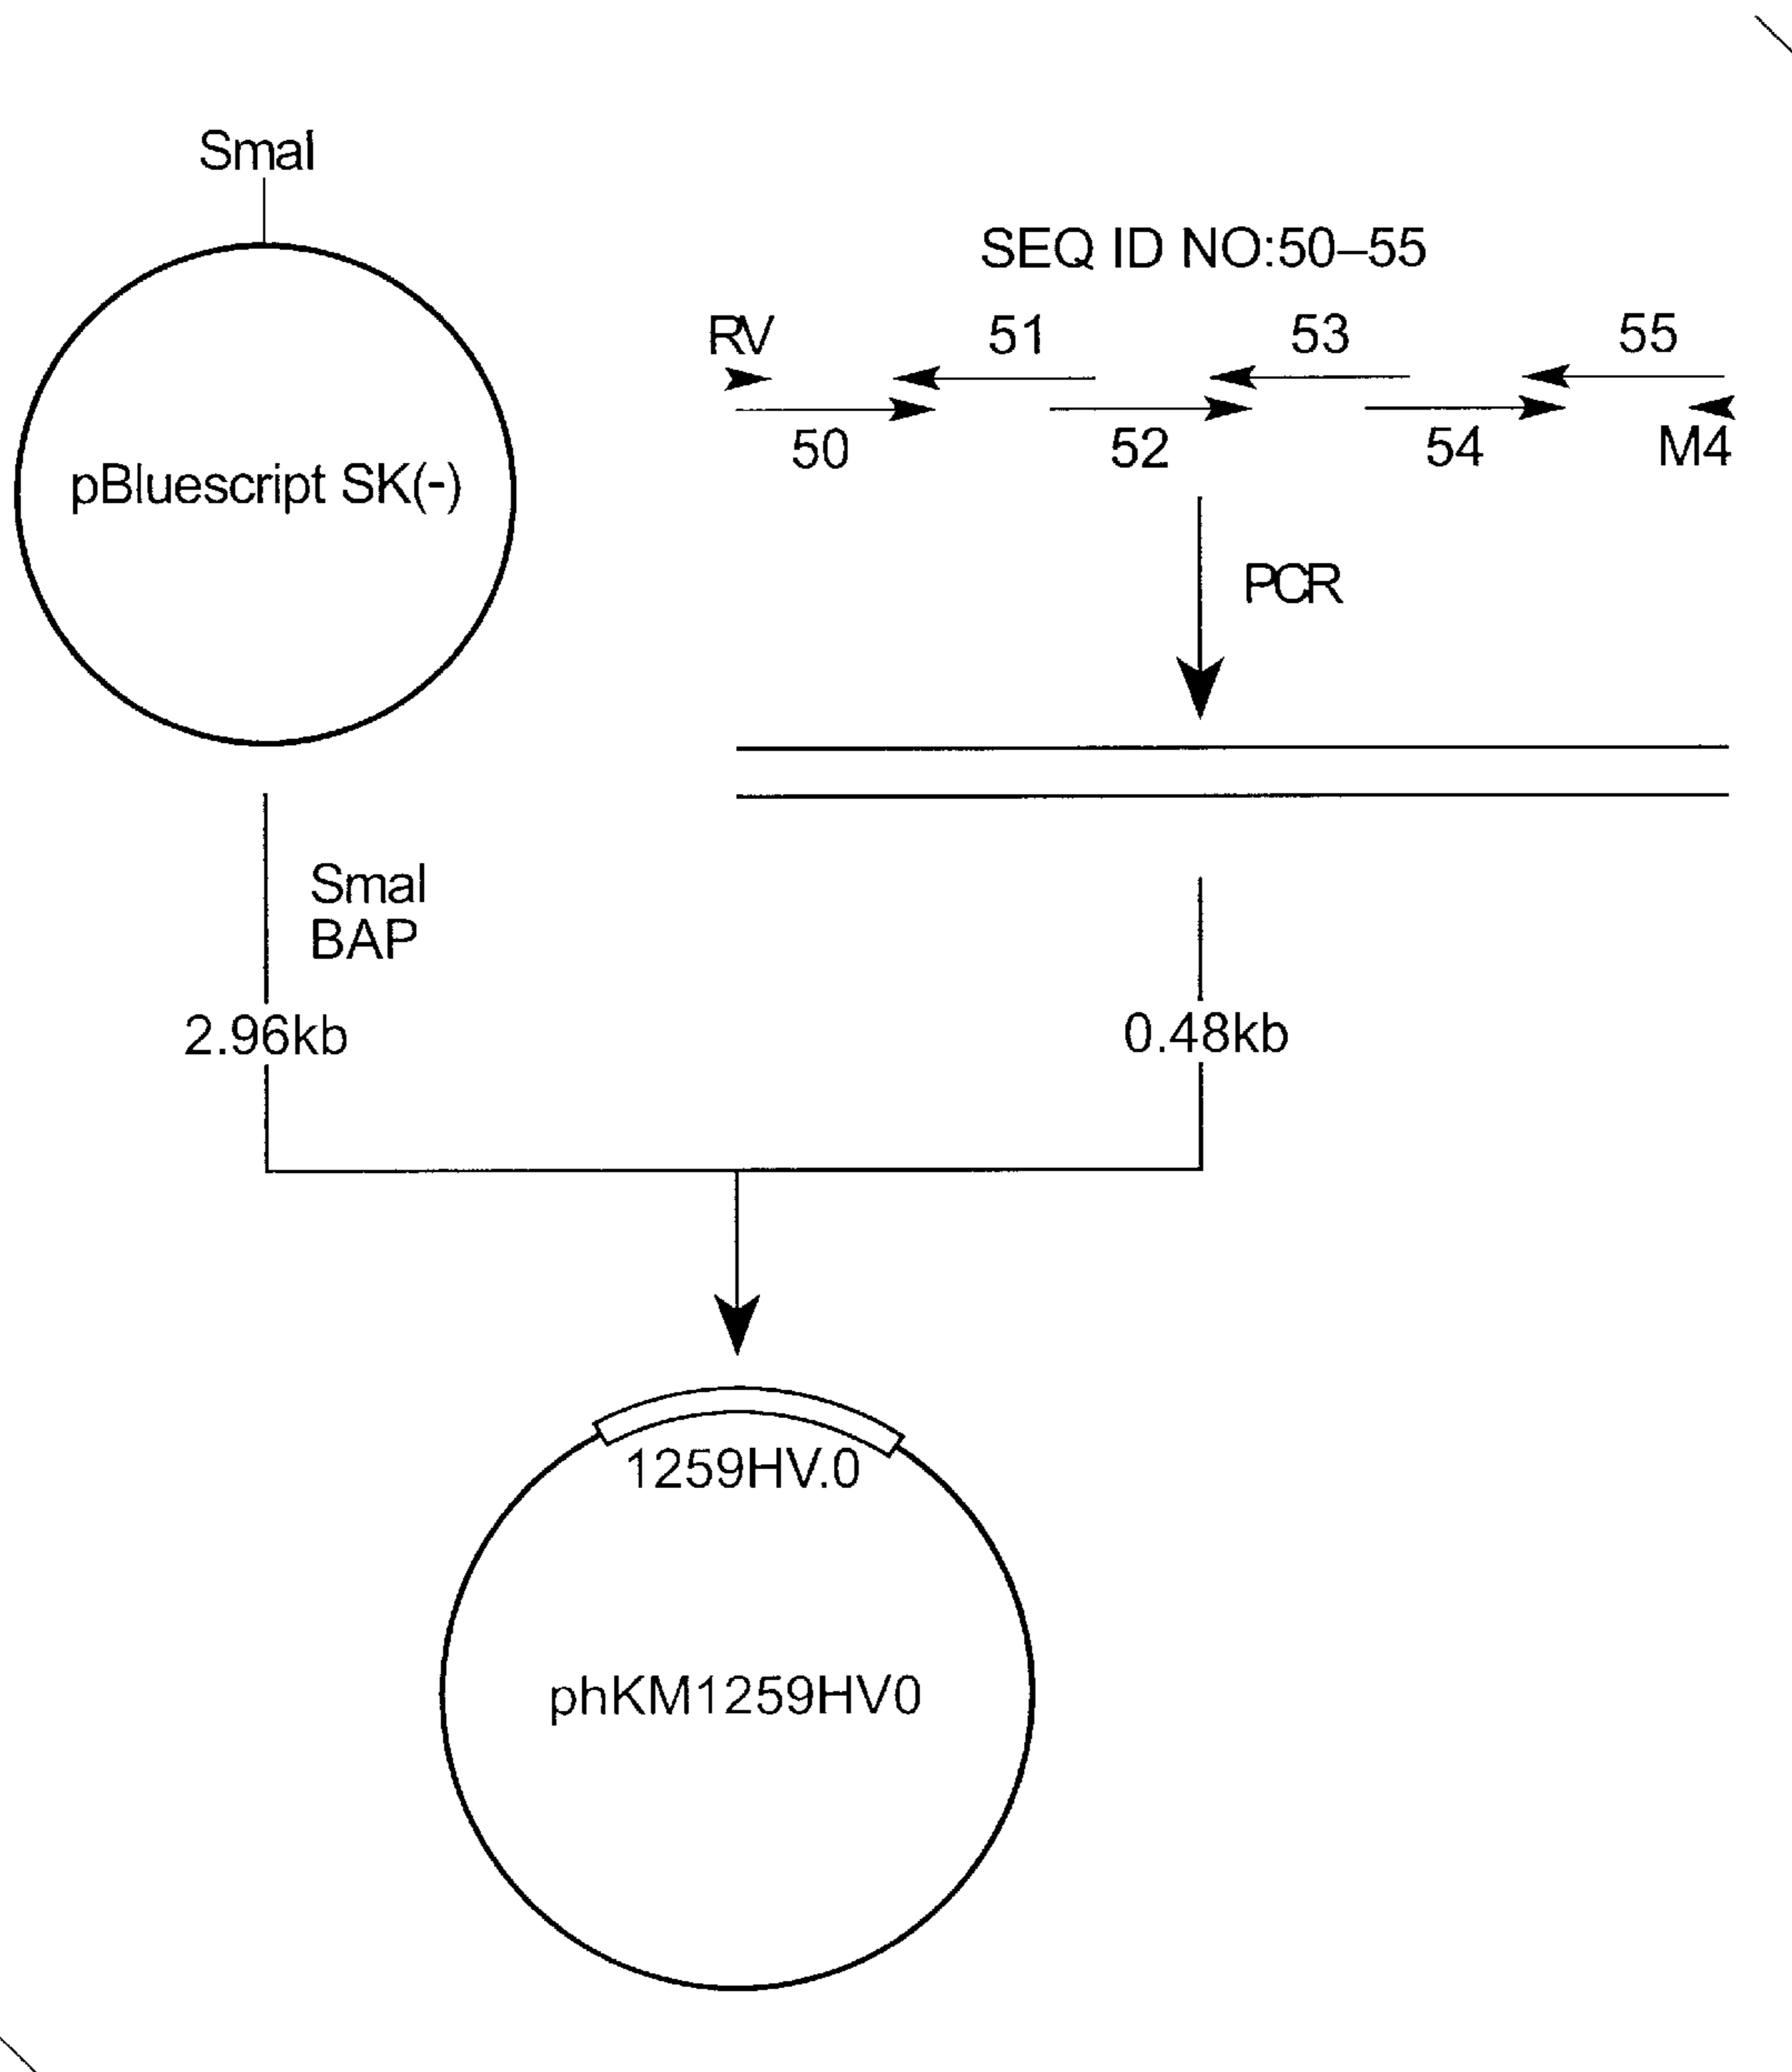 SmaI
SEQ ID NO:50–55
RV
51
53
55
50
52
54
M4
pBluescript SK(-)
PCR
SmaI
BAP
2.96kb
0.48kb
1259HV.0
phKM1259HV0